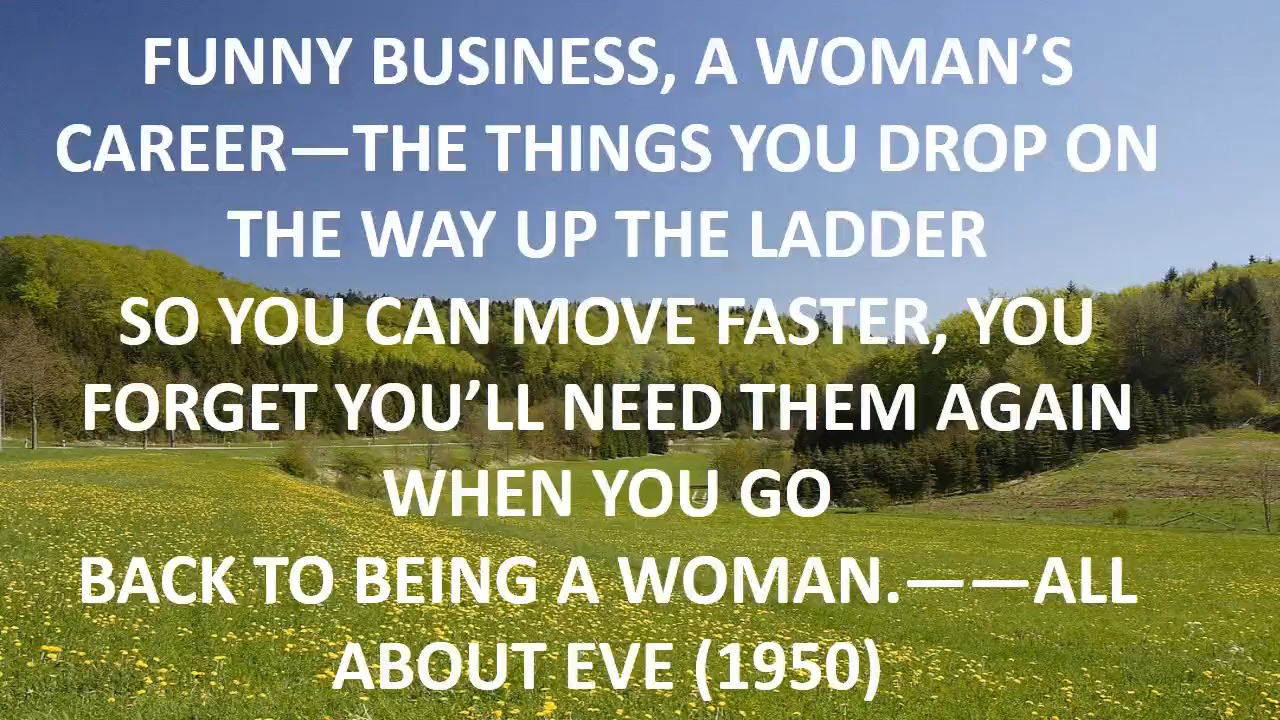 FUNNY BUSINESS, A WOMAN’S
CAREER—THE THINGS YOU DROP ON
THE WAY UP THE LADDER
SO YOU CAN MOVE FASTER, YOU
FORGET YOU’LL NEED THEM AGAIN
WHEN YOU GO
BACK TO BEING A WOMAN.——ALL
ABOUT EVE (1950)